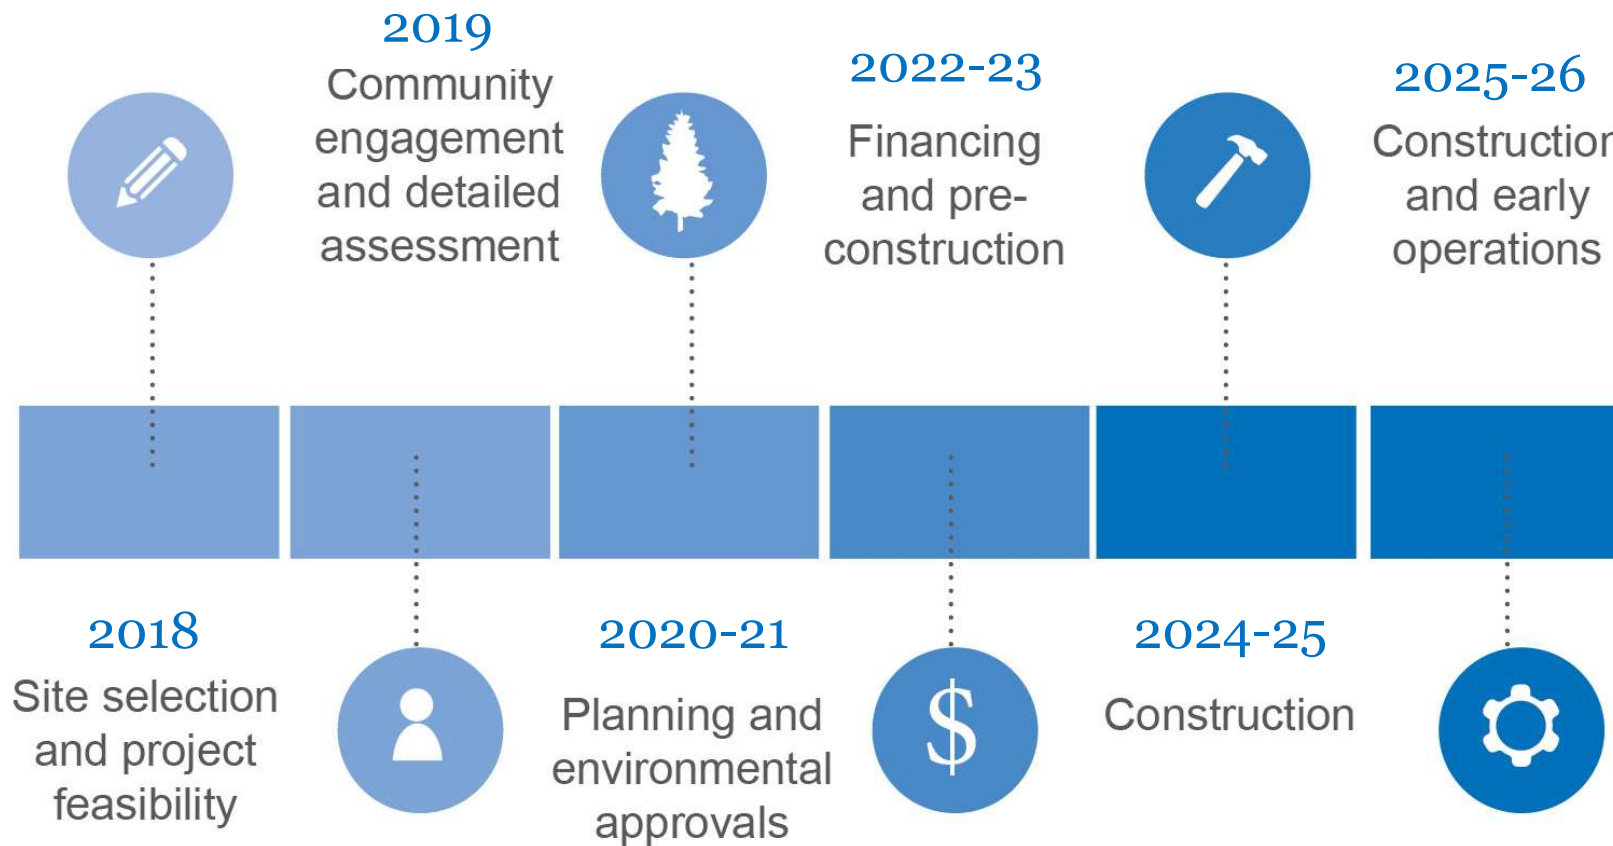 2018
Site selection
and project
feasibility
2019
Community
engagement
and detailed
assessment
2020-21
Planning and
environmental
approvals
2022-23
Financing
and pre-
construction
$
2024-25
Construction
2025-26
Construction
and early
operations